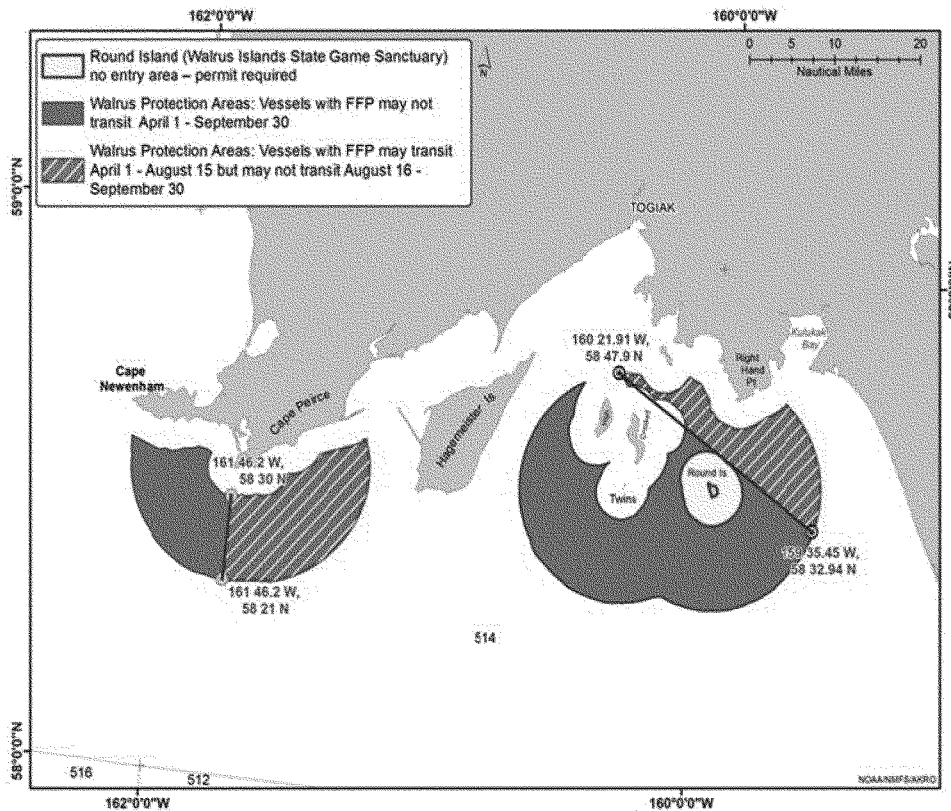 162°0'0"W
160°0'0"W
Round Island (Walrus Islands State Game Sanctuary)
no entry area – permit required
Walrus Protection Areas: Vessels with FFP may not
transit April 1 - September 30
Walrus Protection Areas: Vessels with FFP may transit
April 1 - August 15 but may not transit August 16 -
September 30
N
0 5 10 20
Nautical Miles
59°0'0"N
TOGIAK
160 21.91 W,
58 47.9 N
Kulukak
Bay
Right
Hand
Pt
Cape
Newenham
Cape Peirce
Hagemeister Is
161 46.2 W,
58 30 N
Round Is
Twins
35.45 W,
58 32.94 N
161 46.2 W,
58 21 N
514
58°0'0"N
516
512
NOAA/NMFS/AKRO
162°0'0"W
160°0'0"W